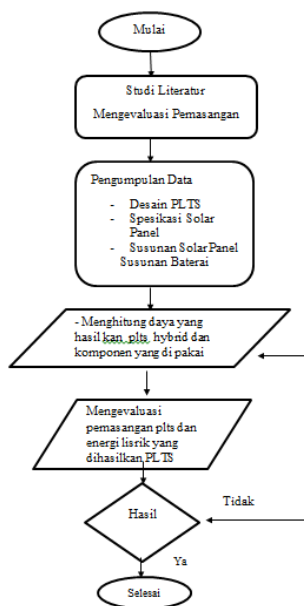 Mulai
Studi Literatur
Mengevaluasi Pemasangan
Pengumpulan Data
- Desain PLTS
- Spesikasi Solar
Panel
- Susunan Solar Panel
Susunan Baterai
- Menghitung daya yang
hasil kan plts hybrid dan
komponen yang di pakai
Mengevaluasi
pemasangan plts dan
energi lisrik yang
dihasilkan PLTS
Hasil
Tidak
Ya
Selesai